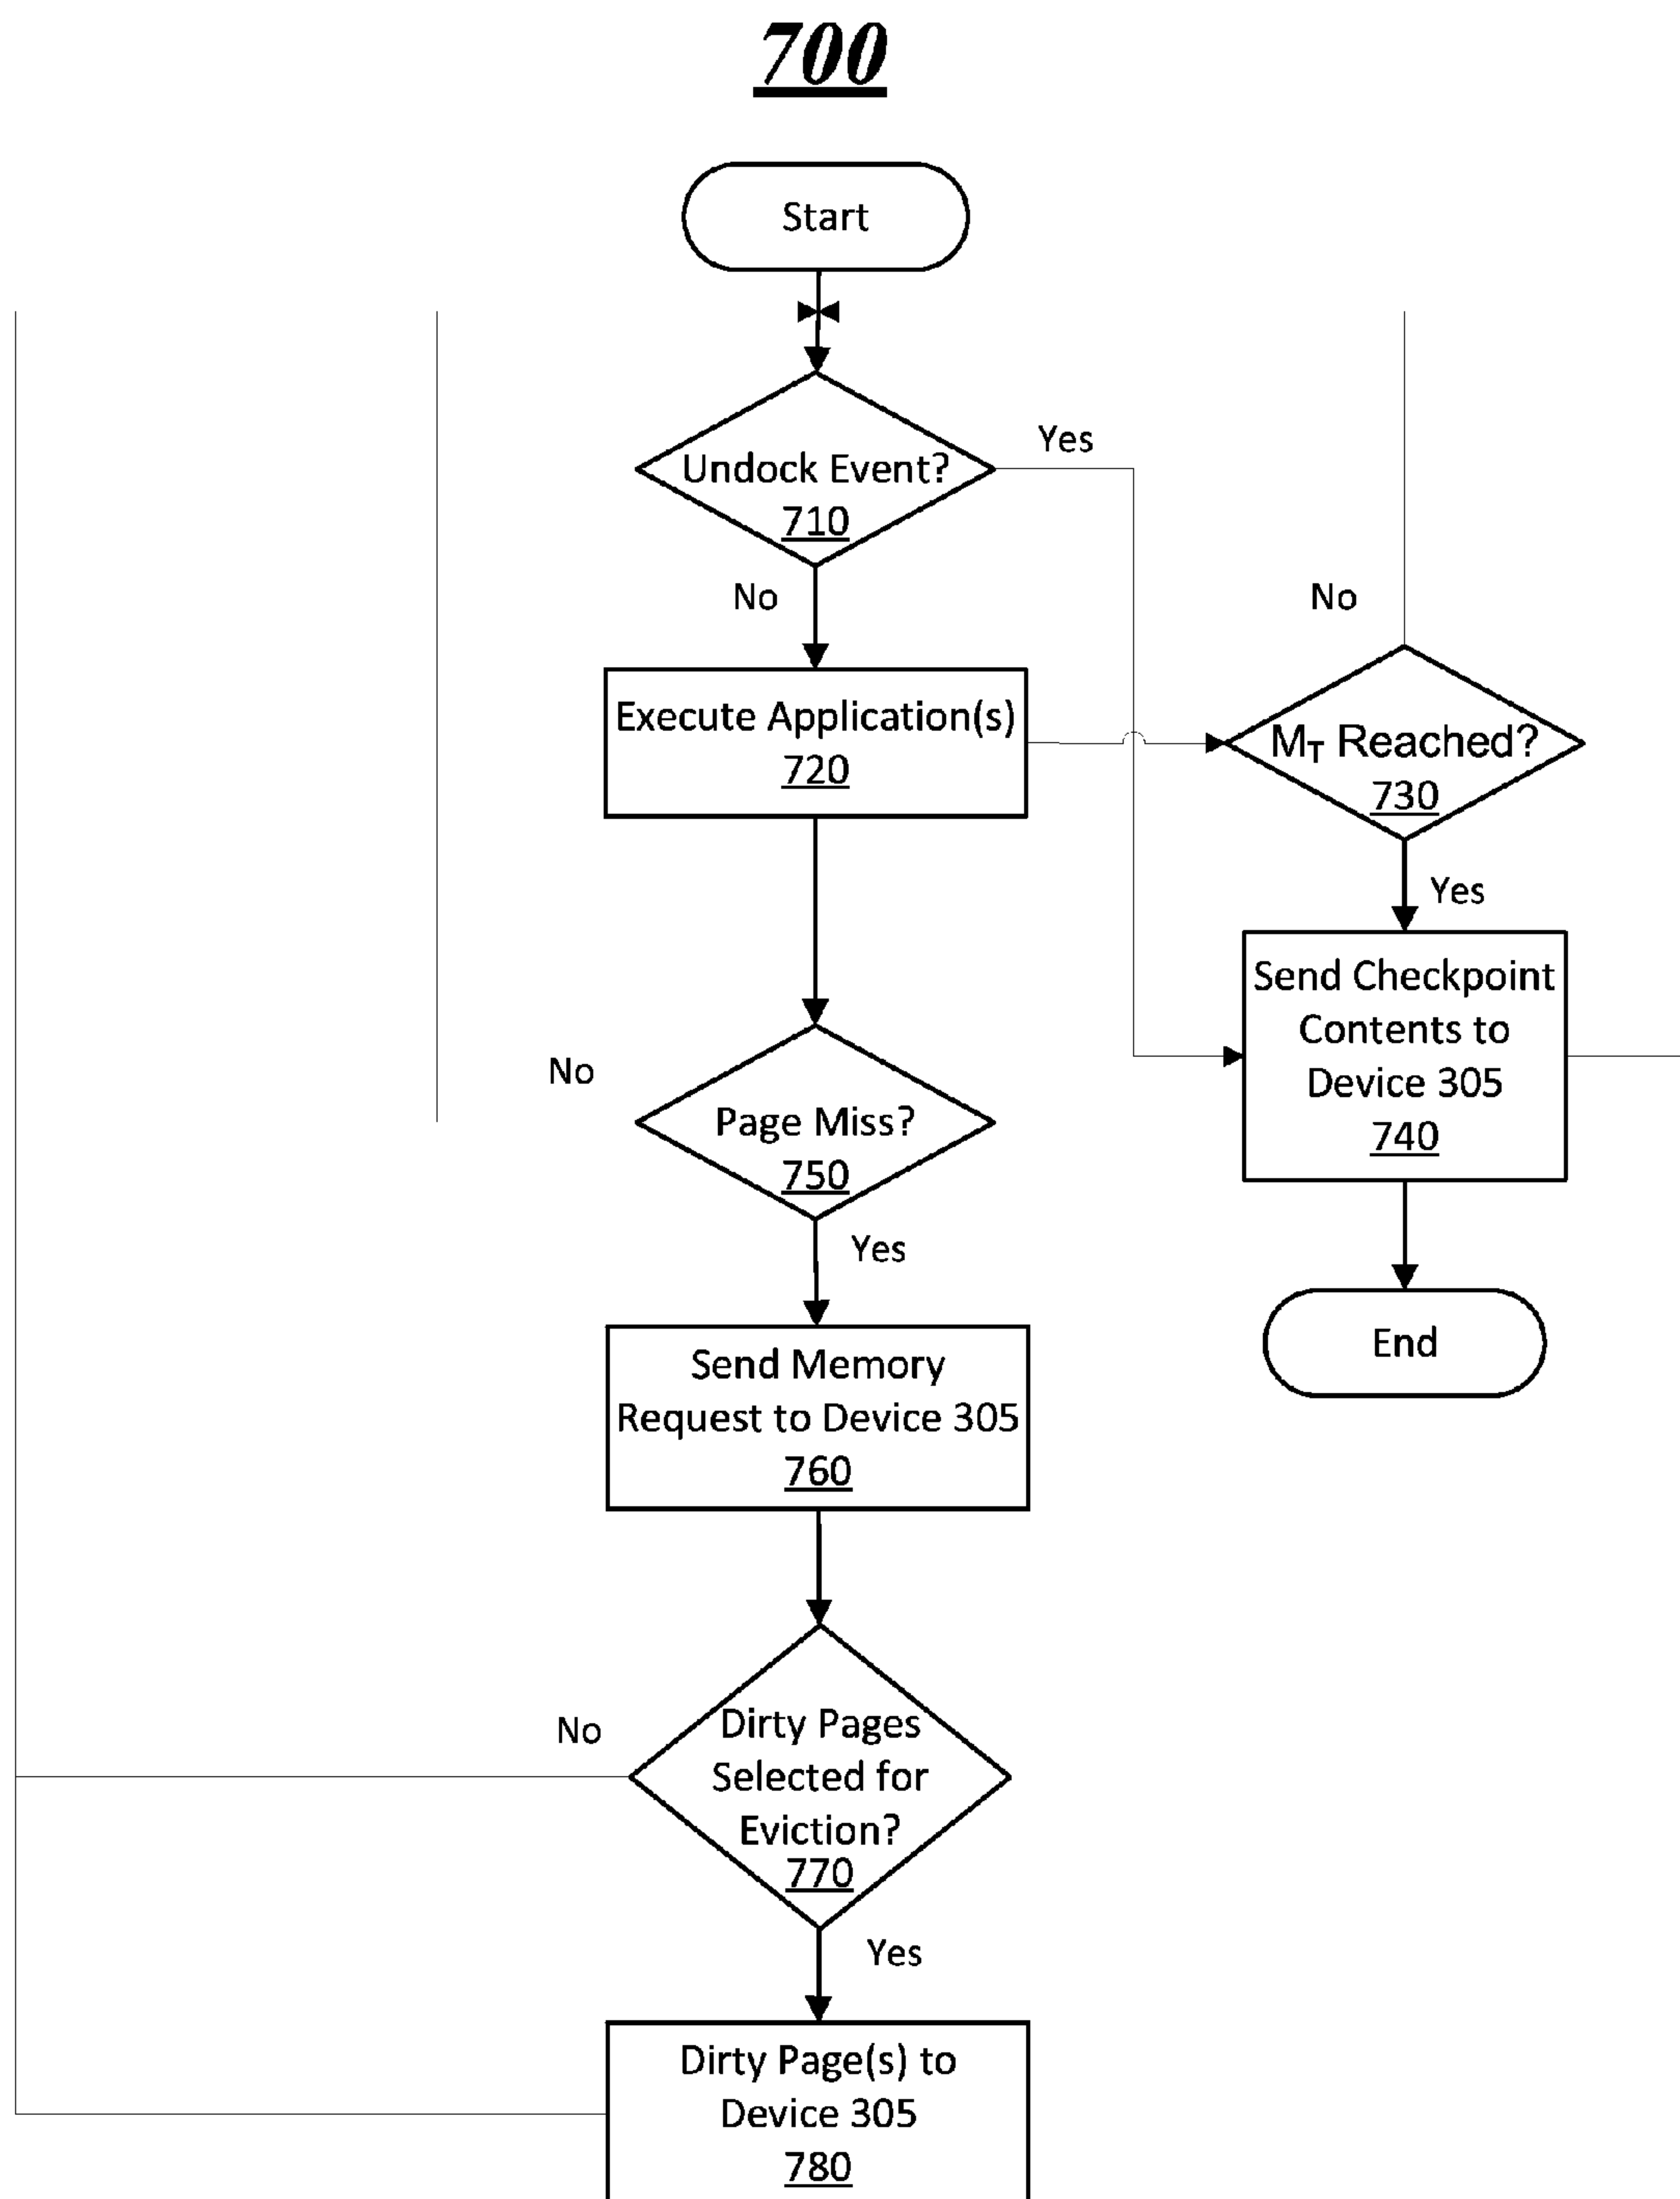 700
Start
Undock Event?
710
Yes
No
Execute Application(s)
720
No
M_T Reached?
730
Yes
Send Checkpoint
Contents to
Device 305
740
End
No
Page Miss?
750
Yes
Send Memory
Request to Device 305
760
No
Dirty Pages
Selected for
Eviction?
770
Yes
Dirty Page(s) to
Device 305
780